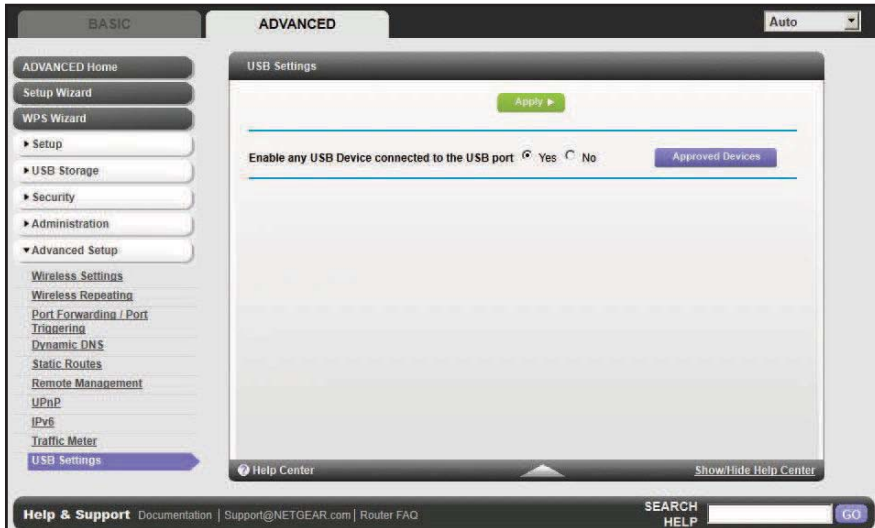 BASIC
ADVANCED
Auto
ADVANCED Home
Setup Wizard
WPS Wizard
Setup
USB Storage
Security
Administration
Advanced Setup
Wireless Settings
Wireless Repeating
Port Forwarding / Port
Triggering
Dynamic DNS
Static Routes
Remote Management
UPnP
IPv6
Traffic Meter
USB Settings
USB Settings
Apply
Enable any USB Device connected to the USB port Yes No
Approved Devices
? Help Center
Show/Hide Help Center
Help & Support Documentation | Support@NETGEAR.com | Router FAQ
SEARCH
HELP
GO